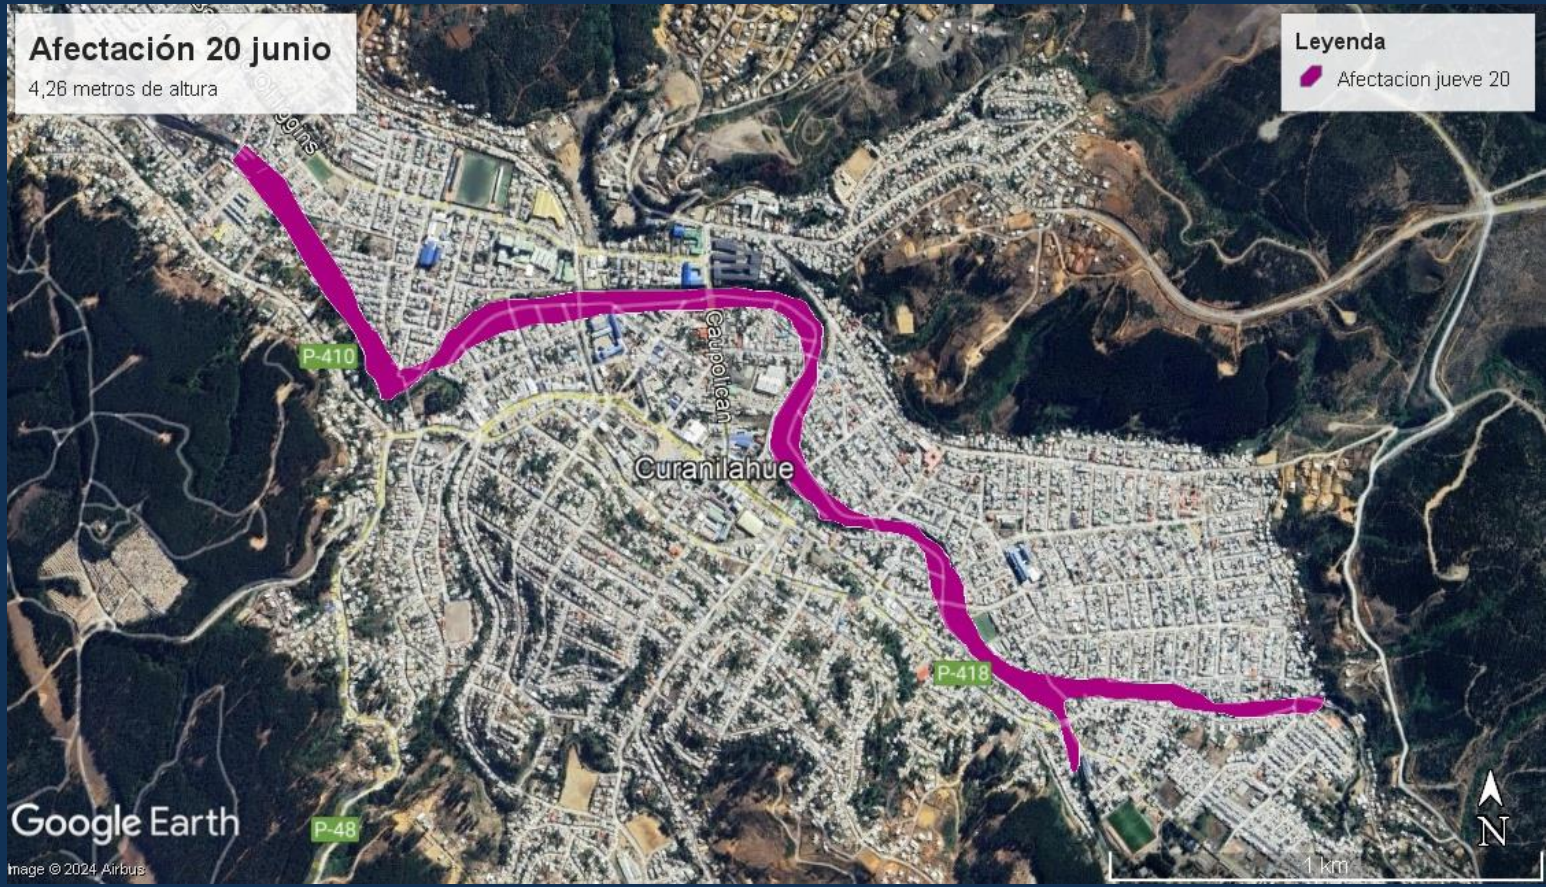 Afectación 20 junio
4,26 metros de altura
Leyenda
Afectacion jueve 20
P-410
Caupolican
Curanilahue
P-418
Google Earth
P-48
N
1 km
Image © 2024 Airbus